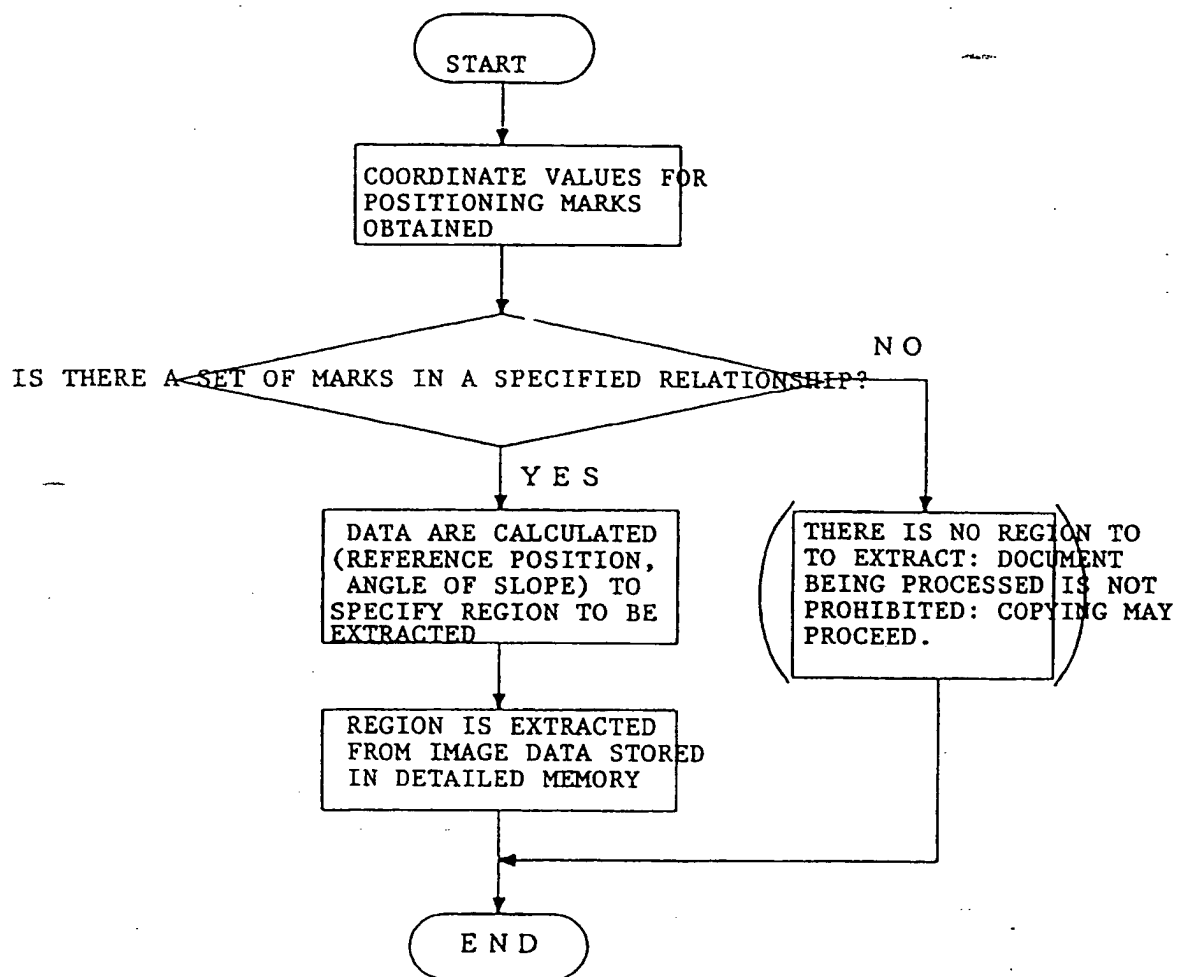 START
COORDINATE VALUES FOR
POSITIONING MARKS
OBTAINED
IS THERE A SET OF MARKS IN A SPECIFIED RELATIONSHIP?
NO
YES
DATA ARE CALCULATED
(REFERENCE POSITION,
ANGLE OF SLOPE) TO
SPECIFY REGION TO BE
EXTRACTED
THERE IS NO REGION TO
TO EXTRACT: DOCUMENT
BEING PROCESSED IS NOT
PROHIBITED: COPYING MAY
PROCEED.
REGION IS EXTRACTED
FROM IMAGE DATA STORED
IN DETAILED MEMORY
END